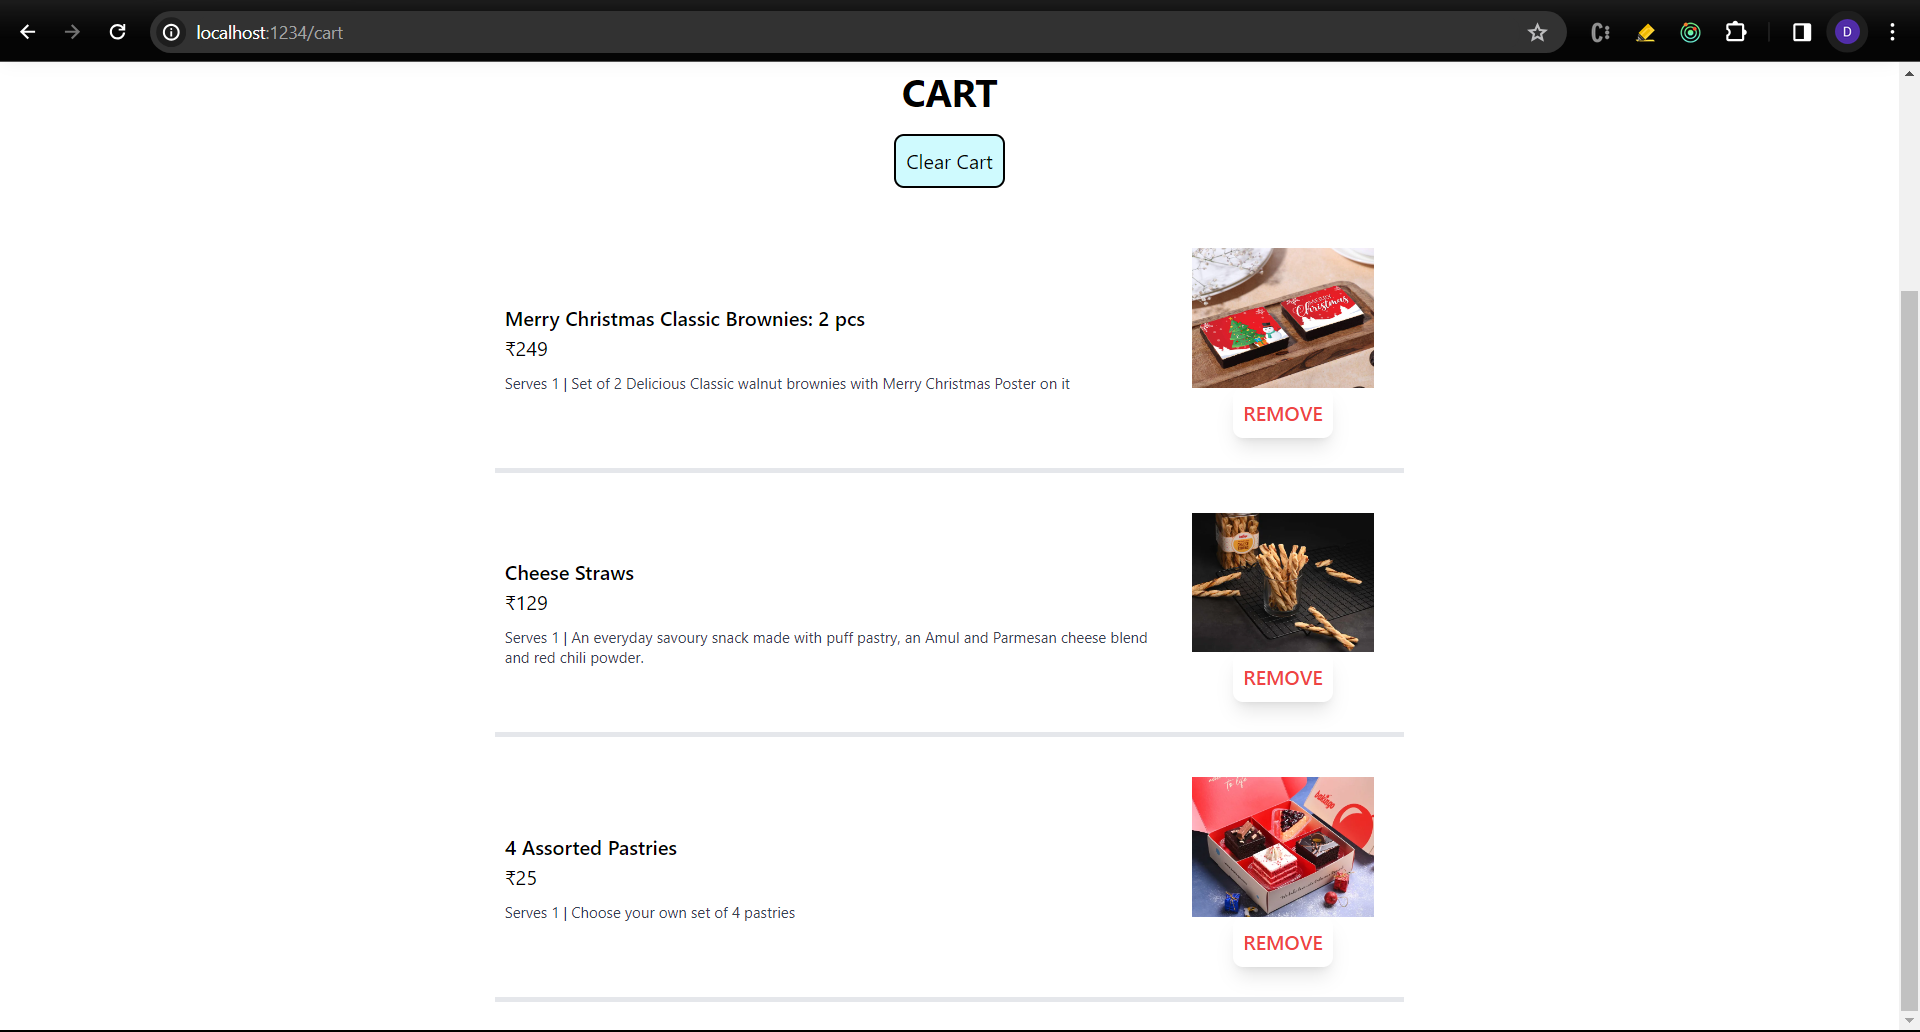 localhost:1234/cart
D
CART
Clear Cart
Merry Christmas Classic Brownies: 2 pcs
₹249
Serves 1 | Set of 2 Delicious Classic walnut brownies with Merry Christmas Poster on it
Christmas
REMOVE
Cheese Straws
₹129
Serves 1 | An everyday savoury snack made with puff pastry, an Amul and Parmesan cheese blend
and red chili powder.
REMOVE
4 Assorted Pastries
₹25
Serves 1 | Choose your own set of 4 pastries
to life
bakingo
REMOVE